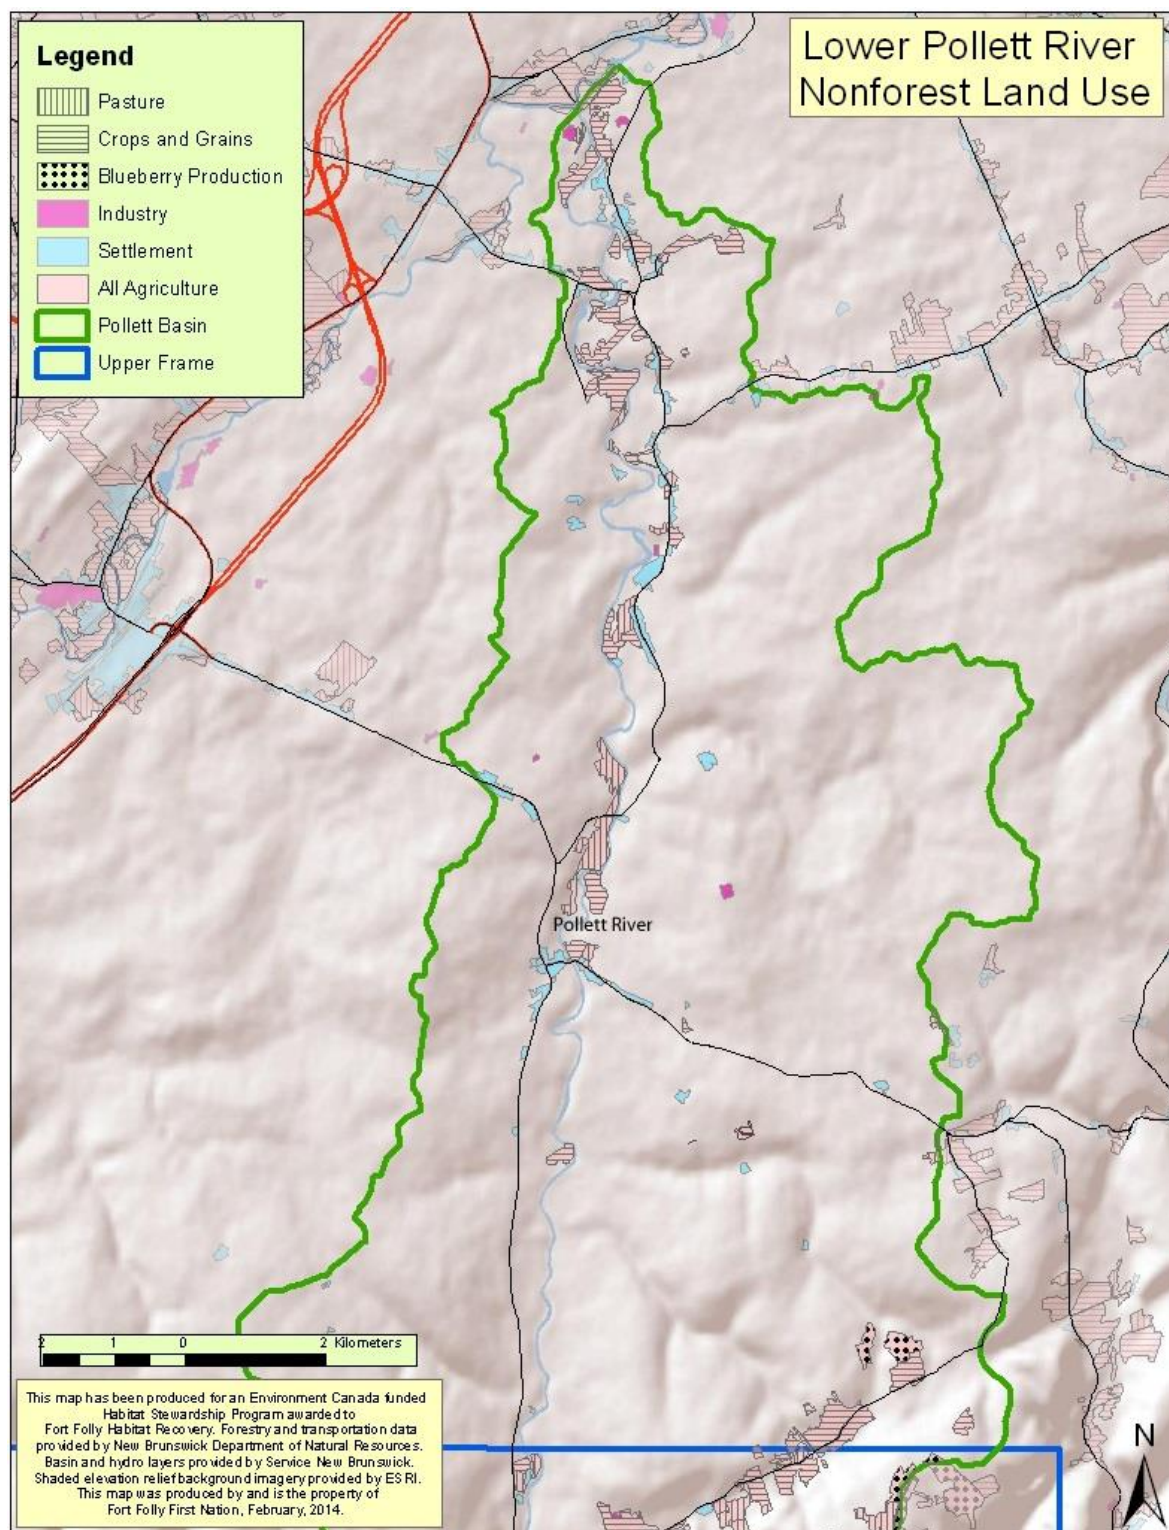 Lower Pollett River
Nonforest Land Use
Legend
Pasture
Crops and Grains
Blueberry Production
Industry
Settlement
All Agriculture
Pollett Basin
Upper Frame
Pollett River
2 1 0 2 Kilometers
This map has been produced for an Environment Canada funded
Habitat Stewardship Program awarded to
Fort Folly Habitat Recovery. Forestry and transportation data
provided by New Brunswick Department of Natural Resources.
Basin and hydro layers provided by Service New Brunswick.
Shaded elevation relief background imagery provided by ESRI.
This map was produced by and is the property of
Fort Folly First Nation, February, 2014.
N